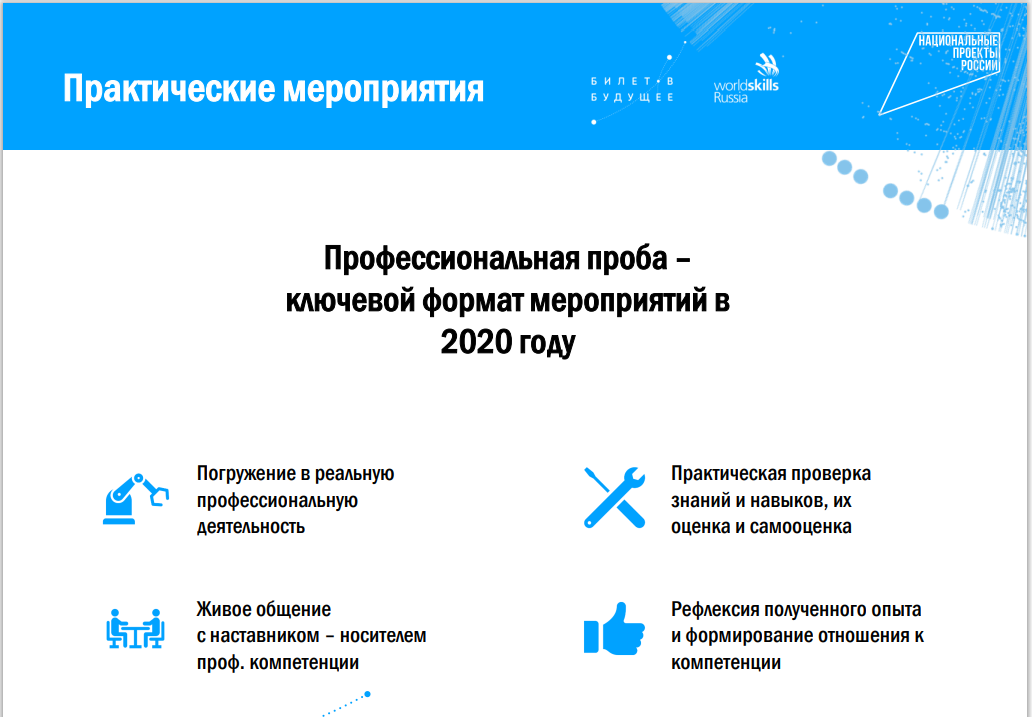 Практические мероприятия
БИЛЕТ•В
БУДУЩЕЕ
worldskills
Russia
НАЦИОНАЛЬНЫЕ
ПРОЕКТЫ
РОССИИ
Профессиональная проба –
ключевой формат мероприятий в
2020 году
Погружение в реальную
профессиональную
деятельность
Практическая проверка
знаний и навыков, их
оценка и самооценка
Живое общение
с наставником – носителем
проф. компетенции
Рефлексия полученного опыта
и формирование отношения к
компетенции